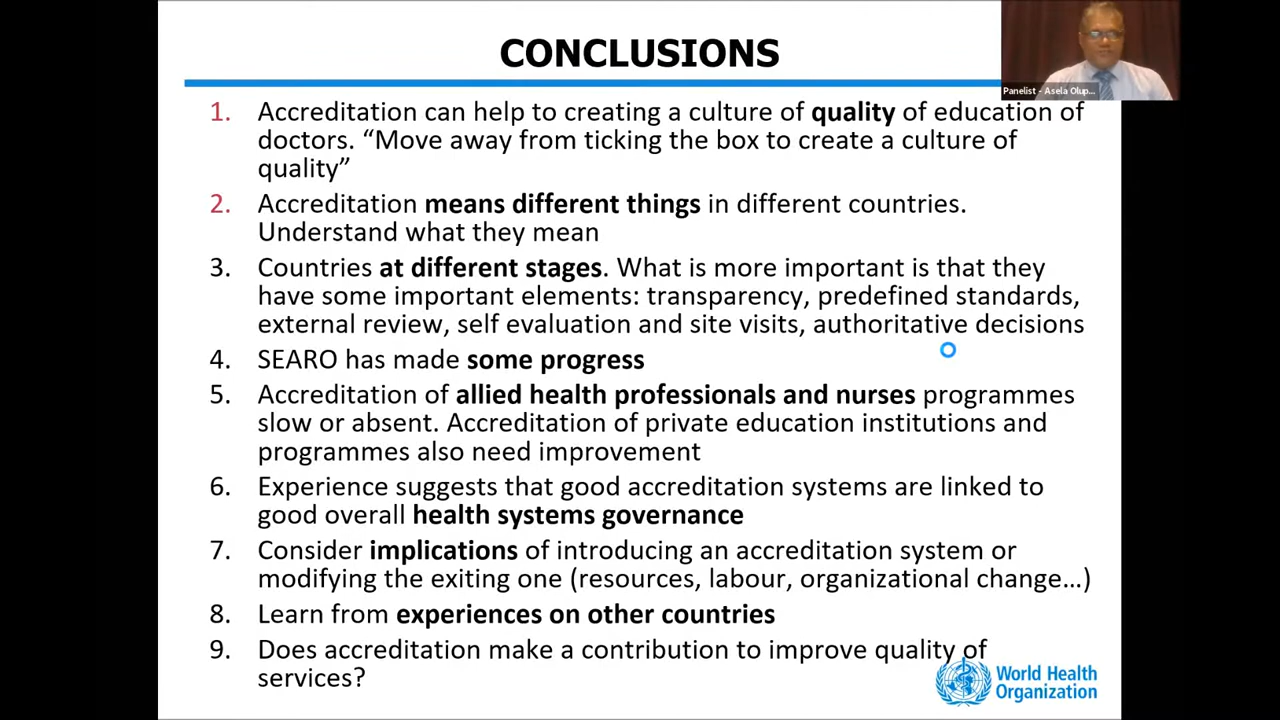 CONCLUSIONS
Panelist - Asela Olup...
1. Accreditation can help to creating a culture of quality of education of
doctors. “Move away from ticking the box to create a culture of
quality”
2. Accreditation means different things in different countries.
Understand what they mean
3. Countries at different stages. What is more important is that they
have some important elements: transparency, predefined standards,
external review, self evaluation and site visits, authoritative decisions
4. SEARO has made some progress
5. Accreditation of allied health professionals and nurses programmes
slow or absent. Accreditation of private education institutions and
programmes also need improvement
6. Experience suggests that good accreditation systems are linked to
good overall health systems governance
7. Consider implications of introducing an accreditation system or
modifying the exiting one (resources, labour, organizational change…)
8. Learn from experiences on other countries
9. Does accreditation make a contribution to improve quality of
services?
World Health
Organization